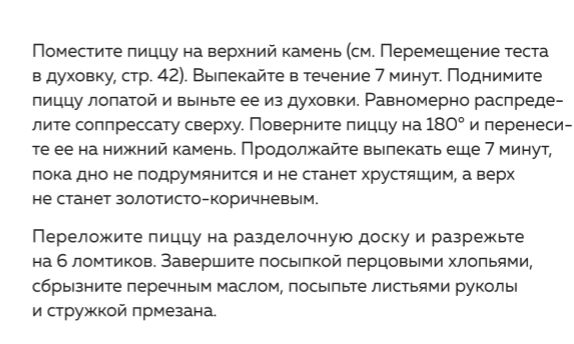 Поместите пиццу на верхний камень (см. Перемещение теста
в духовку, стр. 42). Выпекайте в течение 7 минут. Поднимите
пиццу лопатой и выньте ее из духовки. Равномерно распреде-
лите соппрессату сверху. Поверните пиццу на 180° и перенеси-
те ее на нижний камень. Продолжайте выпекать еще 7 минут,
пока дно не подрумянится и не станет хрустящим, а верх
не станет золотисто-коричневым.
Переложите пиццу на разделочную доску и разрежьте
на 6 ломтиков. Завершите посыпкой перцовыми хлопьями,
сбрызните перечным маслом, посыпьте листьями руколы
и стружкой прмезана.